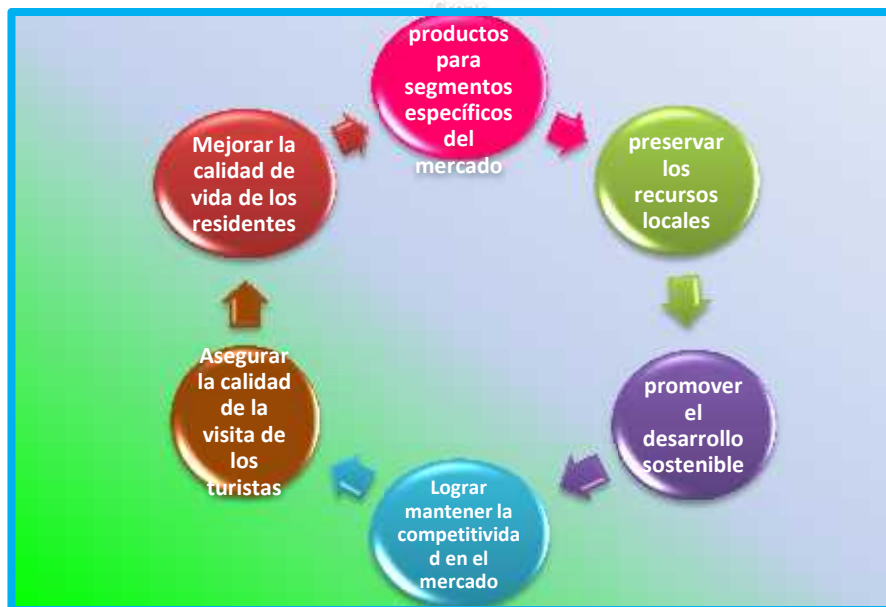 productos
para
segmentos
específicos
del
mercado
preservar
los
recursos
locales
promover
el
desarrollo
sostenible
Lograr
mantener la
competitivida
d en el
mercado
Asegurar
la calidad
de la
visita de
los
turistas
Mejorar la
calidad de
vida de los
residentes